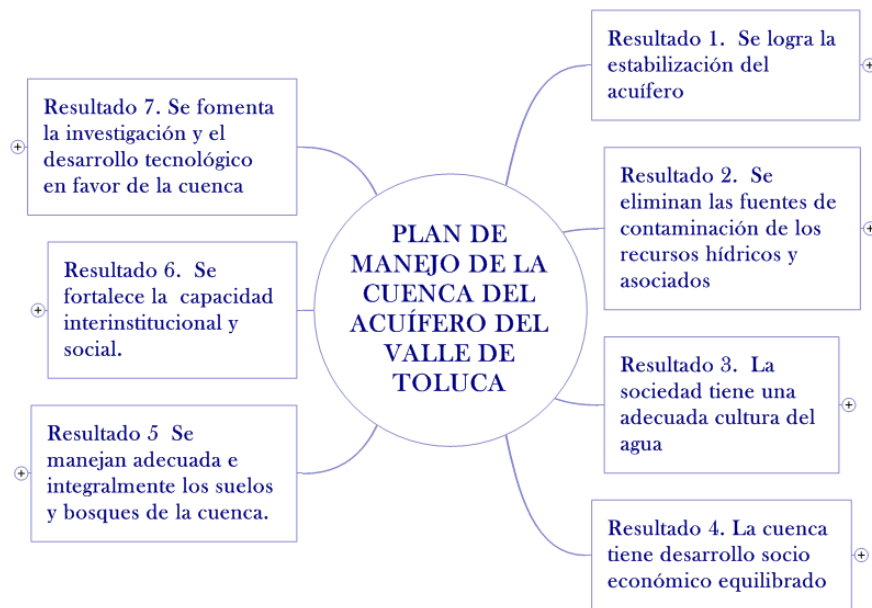 PLAN DE
MANEJO DE LA
CUENCA DEL
ACUÍFERO DEL
VALLE DE
TOLUCA
Resultado 1. Se logra la
estabilización del
acuífero
Resultado 2. Se
eliminan las fuentes de
contaminación de los
recursos hídricos y
asociados
Resultado 3. La
sociedad tiene una
adecuada cultura del
agua
Resultado 4. La cuenca
tiene desarrollo socio
económico equilibrado
Resultado 5 Se
manejan adecuada e
integralmente los suelos
y bosques de la cuenca.
Resultado 6. Se
fortalece la capacidad
interinstitucional y
social.
Resultado 7. Se fomenta
la investigación y el
desarrollo tecnológico
en favor de la cuenca